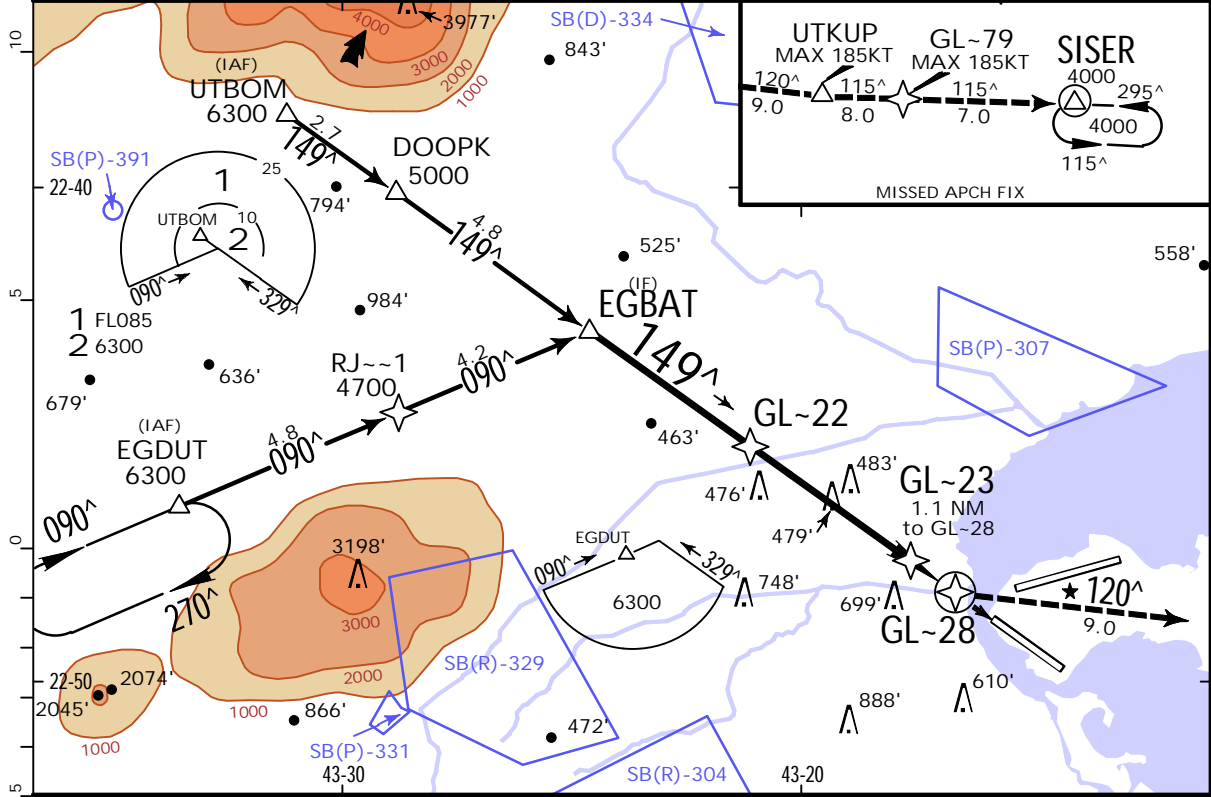 10
5
0
5
SB(D)-334
3977'
4000
3000
2000
1000
843'
(IAF)
UTBOM
6300
2.7
149^
DOOPK
5000
SB(P)-391
22-40
1
25
UTBOM
10
2
090^
329^
794'
4.8
149^
525'
558'
1 FL085
2 6300
984'
636'
679'
RJ~~1
4700
4.2
090^
(IF)
EGBAT
149^
SB(P)-307
463'
GL~22
(IAF)
EGDUT
6300
4.8
090^
090^
270^
476'
483'
479'
GL~23
1.1 NM
to GL~28
3198'
3000
2000
1000
EGDUT
090^
329^
6300
748'
699'
GL~28
120^
9.0
22-50
2074'
2045'
1000
866'
SB(R)-329
SB(P)-331
472'
SB(R)-304
888'
610'
43-30
43-20
UTKUP
MAX 185KT
GL~79
MAX 185KT
SISER
4000
120^
9.0
115^
8.0
115^
7.0
295^
4000
115^
MISSED APCH FIX